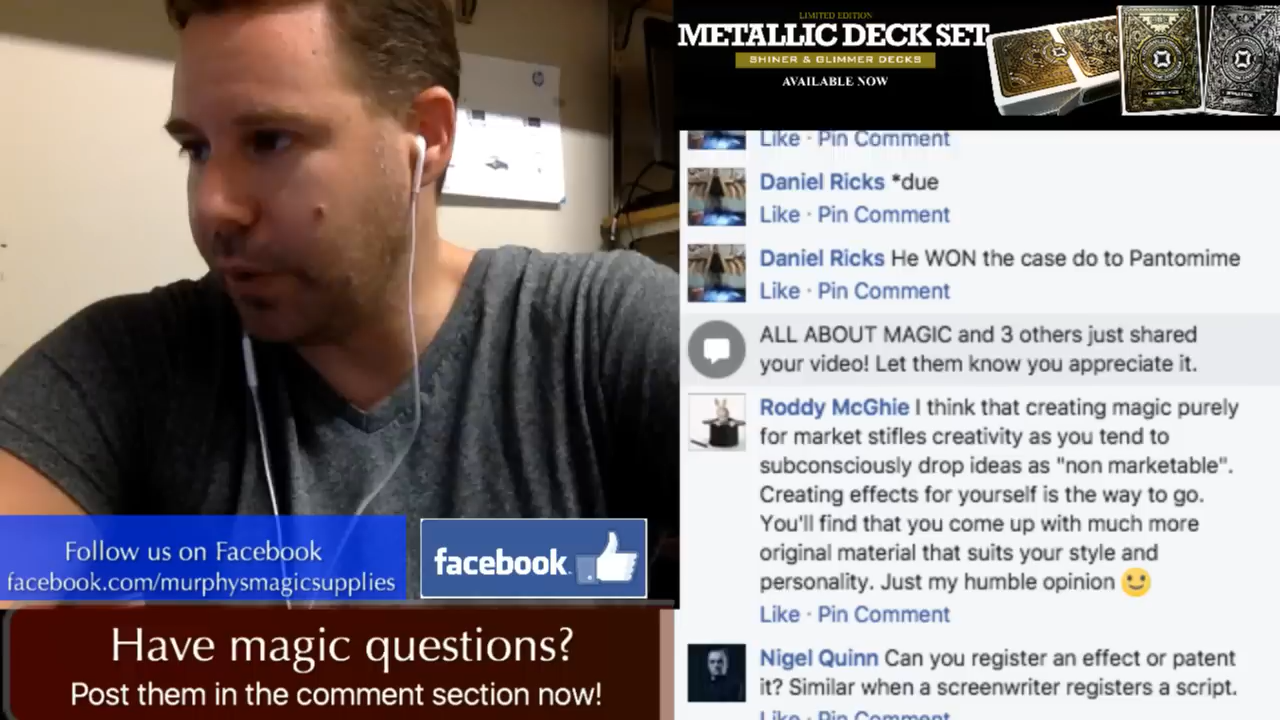 LIMITED EDITION
METALLIC DECK SET
SHINER & GLIMMER DECKS
AVAILABLE NOW
Like · Pin Comment
Daniel Ricks *due
Like · Pin Comment
Daniel Ricks He WON the case do to Pantomime
Like · Pin Comment
ALL ABOUT MAGIC and 3 others just shared
your video! Let them know you appreciate it.
Roddy McGhie I think that creating magic purely
for market stifles creativity as you tend to
subconsciously drop ideas as "non marketable".
Creating effects for yourself is the way to go.
You'll find that you come up with much more
original material that suits your style and
personality. Just my humble opinion
Like · Pin Comment
Nigel Quinn Can you register an effect or patent
it? Similar when a screenwriter registers a script.
Like · Pin Comment
Follow us on Facebook
facebook.com/murphysmagicsupplies
facebook.
Have magic questions?
Post them in the comment section now!
hp